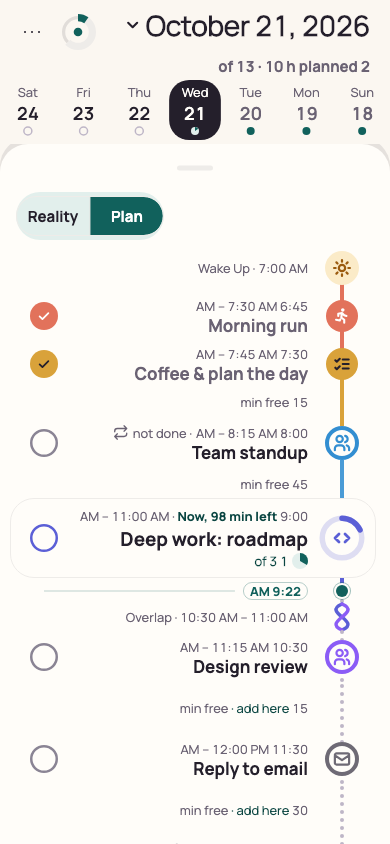 October 21, 2026
of 13 · 10 h planned 2
Sat Fri Thu Wed Tue Mon Sun
24 23 22 21 20 19 18
Reality Plan
Wake Up · 7:00 AM
AM – 7:30 AM 6:45
Morning run
AM – 7:45 AM 7:30
Coffee & plan the day
min free 15
not done · AM – 8:15 AM 8:00
Team standup
min free 45
AM – 11:00 AM · Now, 98 min left 9:00
Deep work: roadmap
of 3 1
AM 9:22
Overlap · 10:30 AM – 11:00 AM
AM – 11:15 AM 10:30
Design review
min free · add here 15
AM – 12:00 PM 11:30
Reply to email
min free · add here 30